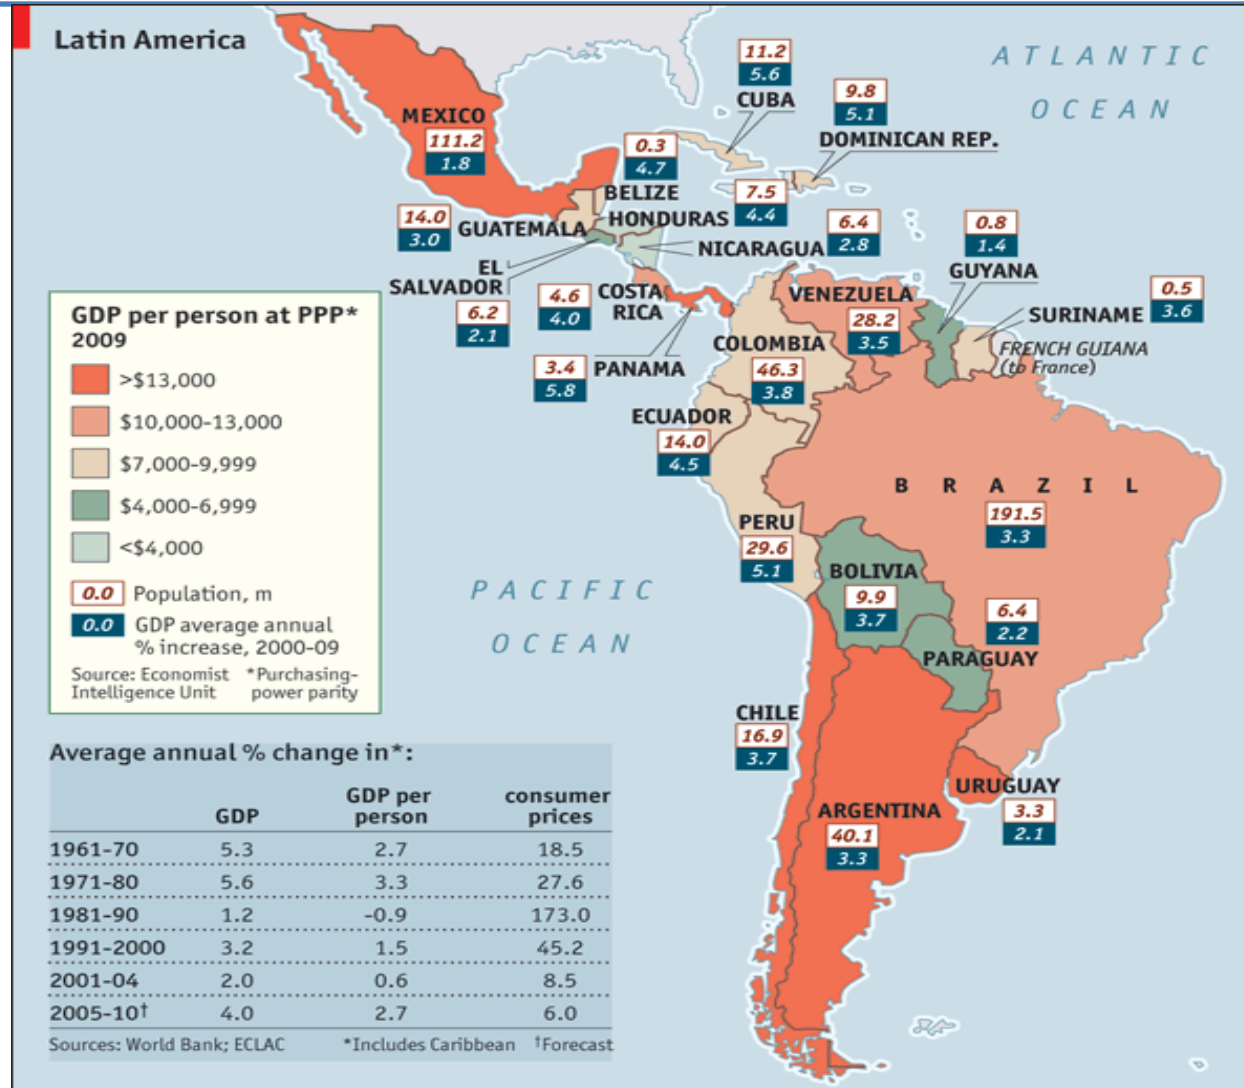 Latin America
ATLANTIC
OCEAN
11.2
5.6
CUBA
9.8
5.1
DOMINICAN REP.
MEXICO
111.2
1.8
0.3
4.7
BELIZE
7.5
4.4
HONDURAS
14.0
3.0
GUATEMALA
6.4
2.8
NICARAGUA
0.8
1.4
GUYANA
EL
SALVADOR
6.2
2.1
4.6
4.0
COSTA
RICA
VENEZUELA
28.2
3.5
0.5
3.6
SURINAME
FRENCH GUIANA
(to France)
3.4
5.8
PANAMA
COLOMBIA
46.3
3.8
ECUADOR
14.0
4.5
BRAZIL
191.5
3.3
PERU
29.6
5.1
BOLIVIA
9.9
3.7
6.4
2.2
PARAGUAY
PACIFIC
OCEAN
CHILE
16.9
3.7
URUGUAY
3.3
2.1
ARGENTINA
40.1
3.3
GDP per person at PPP*
2009
>$13,000
$10,000-13,000
$7,000-9,999
$4,000-6,999
<$4,000
0.0 Population, m
0.0 GDP average annual
% increase, 2000-09
Source: Economist *Purchasing-
Intelligence Unit power parity
Average annual % change in*:
GDP per consumer
GDP person prices
1961-70 5.3 2.7 18.5
1971-80 5.6 3.3 27.6
1981-90 1.2 -0.9 173.0
1991-2000 3.2 1.5 45.2
2001-04 2.0 0.6 8.5
2005-10† 4.0 2.7 6.0
Sources: World Bank; ECLAC *Includes Caribbean †Forecast